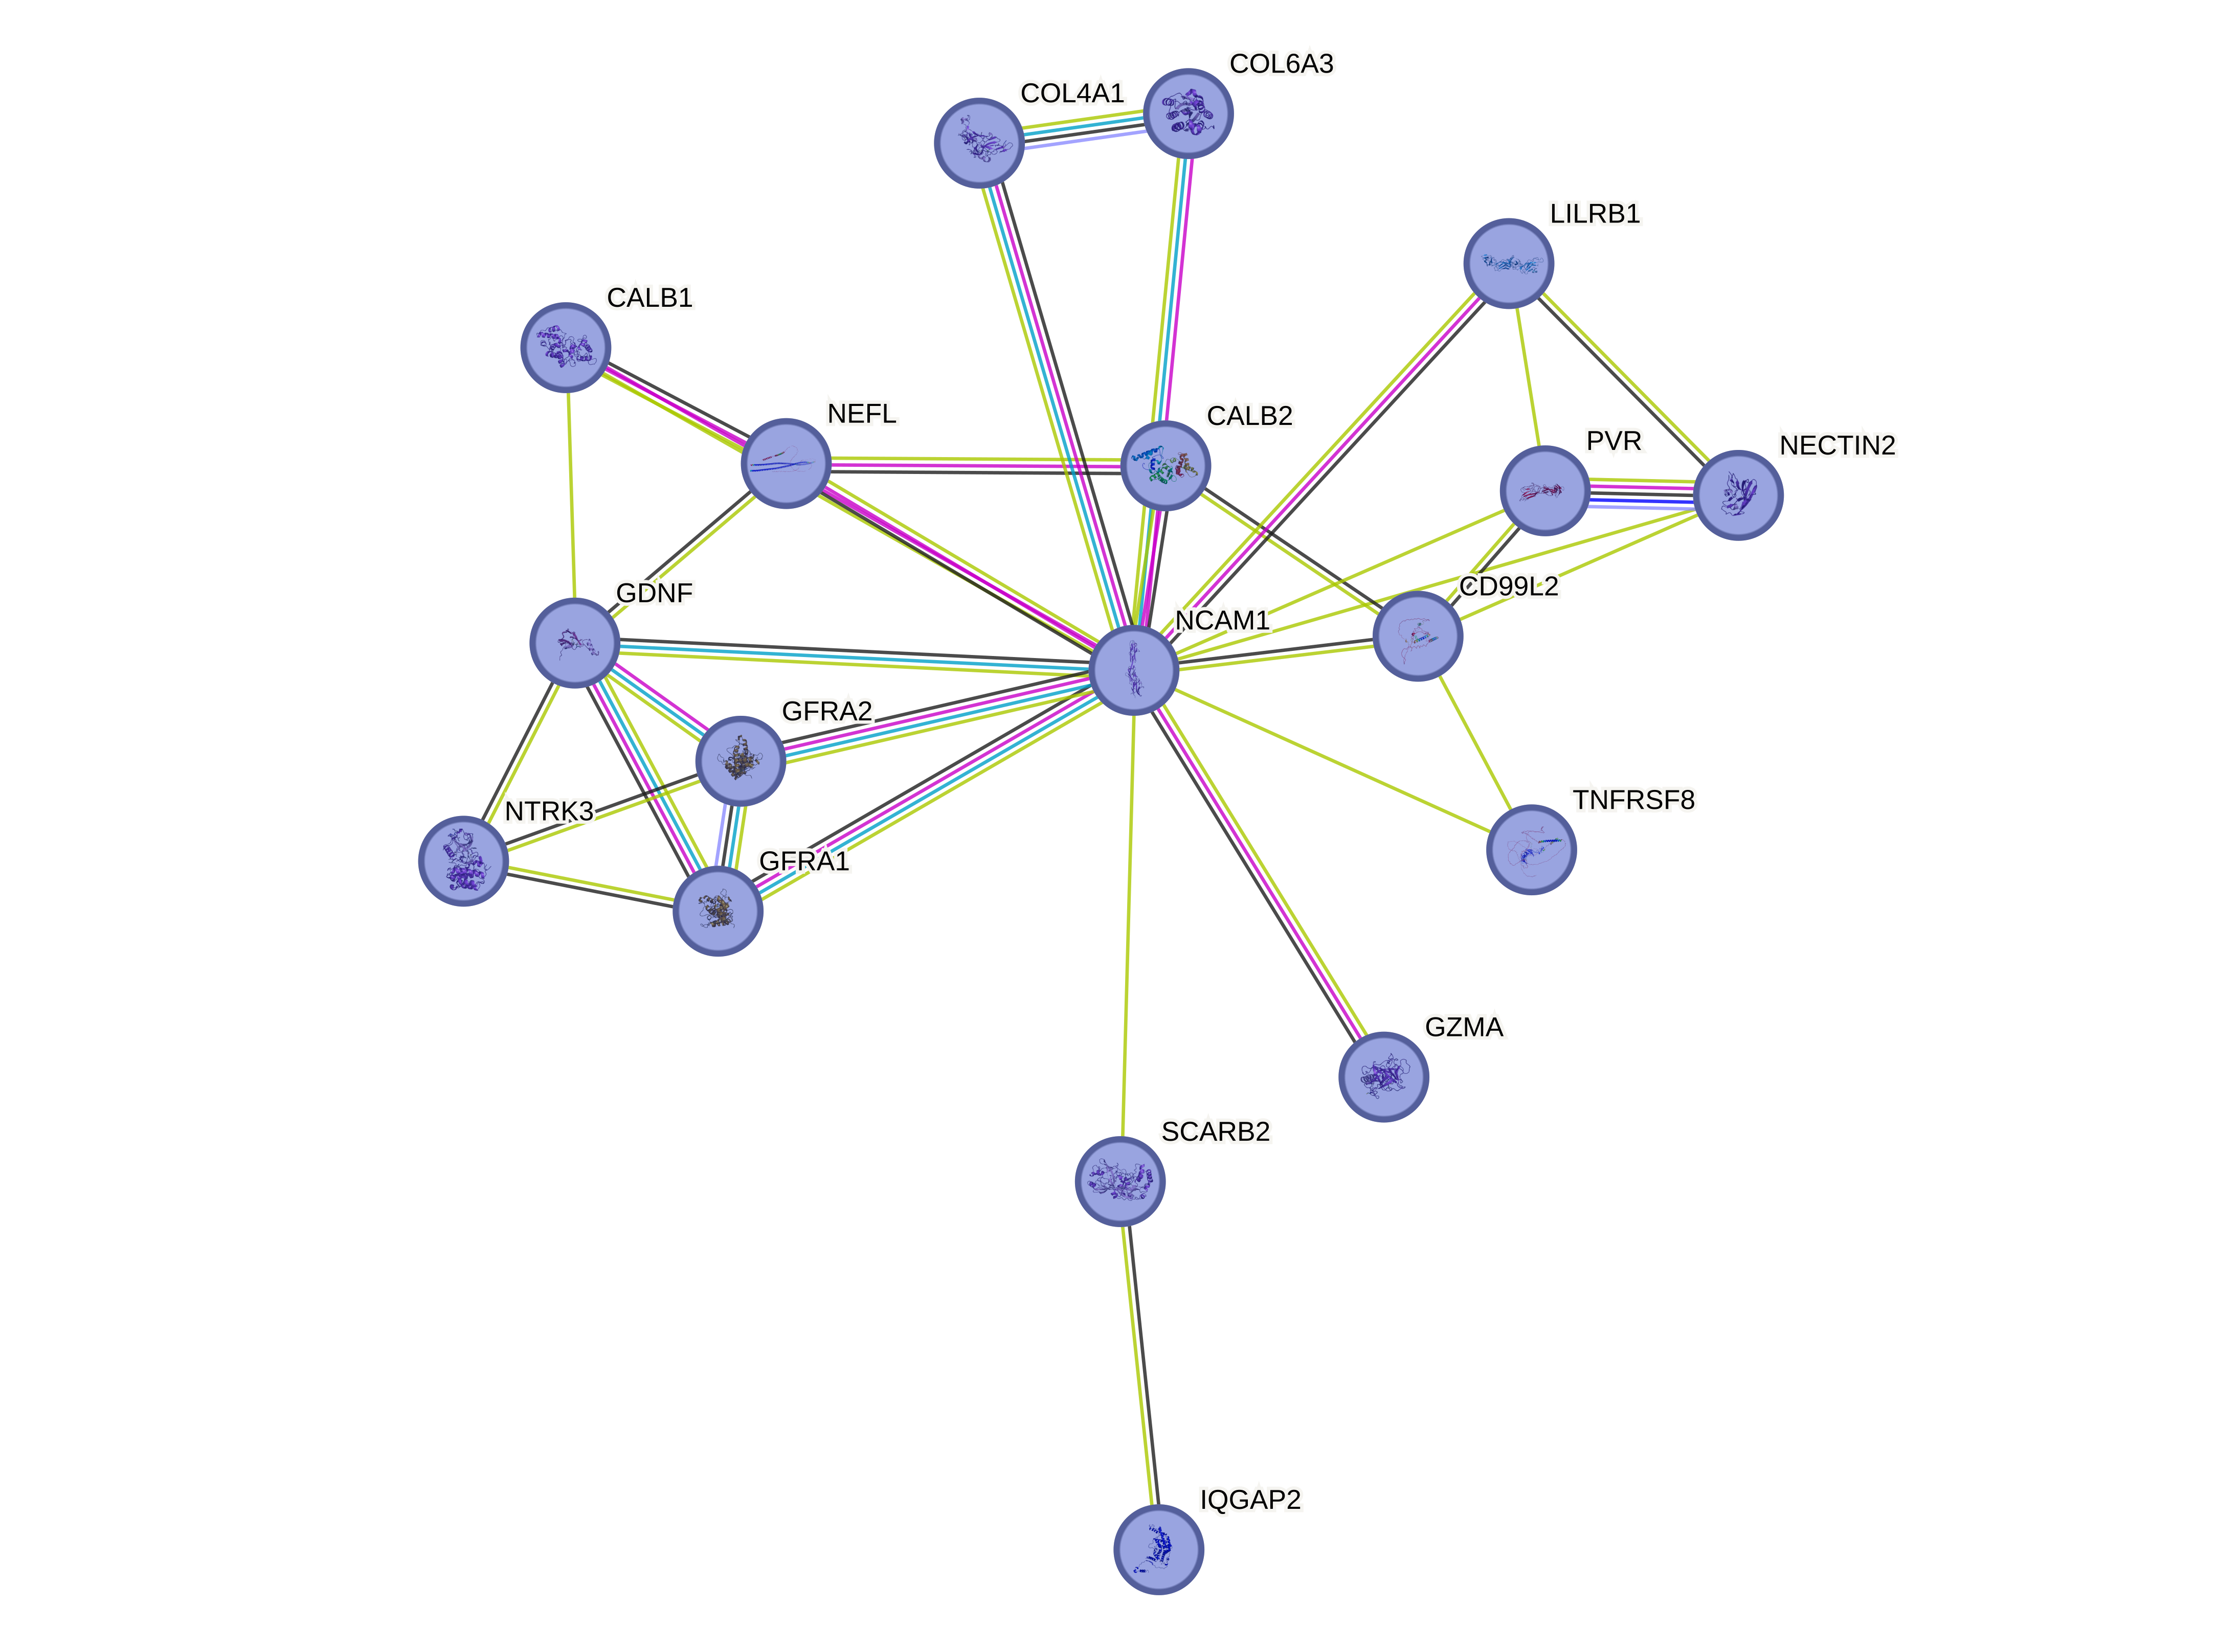 COL6A3
COL4A1
LILRB1
CALB1
NEFL
CALB2
PVR
NECTIN2
CD99L2
GDNF
NCAM1
GFRA2
TNFRSF8
NTRK3
GFRA1
GZMA
SCARB2
IQGAP2